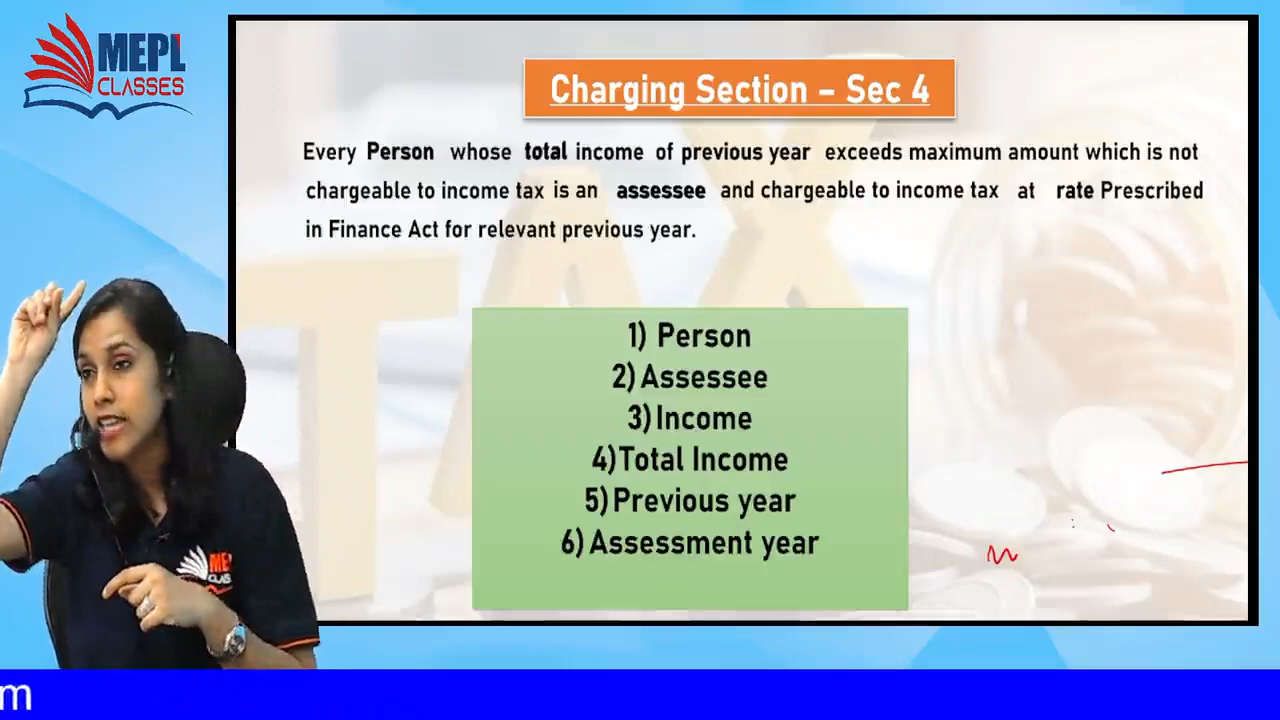 MEPL
CLASSES
Charging Section – Sec 4
Every Person whose total income of previous year exceeds maximum amount which is not
chargeable to income tax is an assessee and chargeable to income tax at rate Prescribed
in Finance Act for relevant previous year.
1) Person
2) Assessee
3) Income
4) Total Income
5) Previous year
6) Assessment year
MEPL
CLAS
m